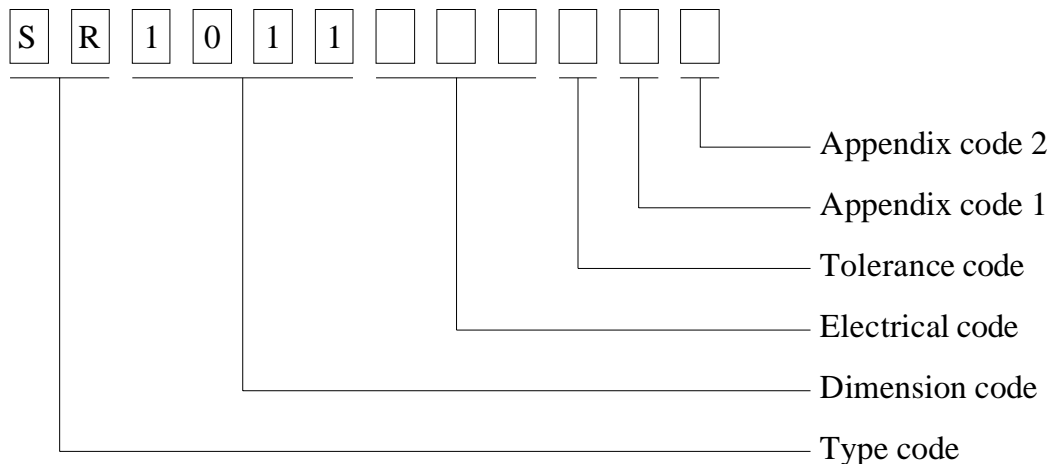 S R 1 0 1 1
Appendix code 2
Appendix code 1
Tolerance code
Electrical code
Dimension code
Type code